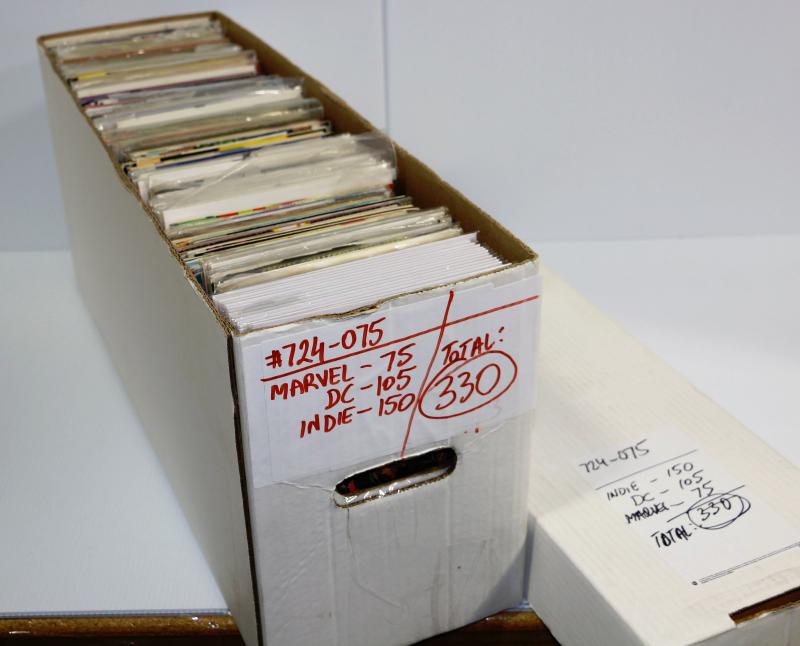 #724-075
MARVEL - 75
DC - 105
INDIE - 150
TOTAL:
330
724-075
INDIE - 150
DC - 105
MARVEL - 75
TOTAL: 330